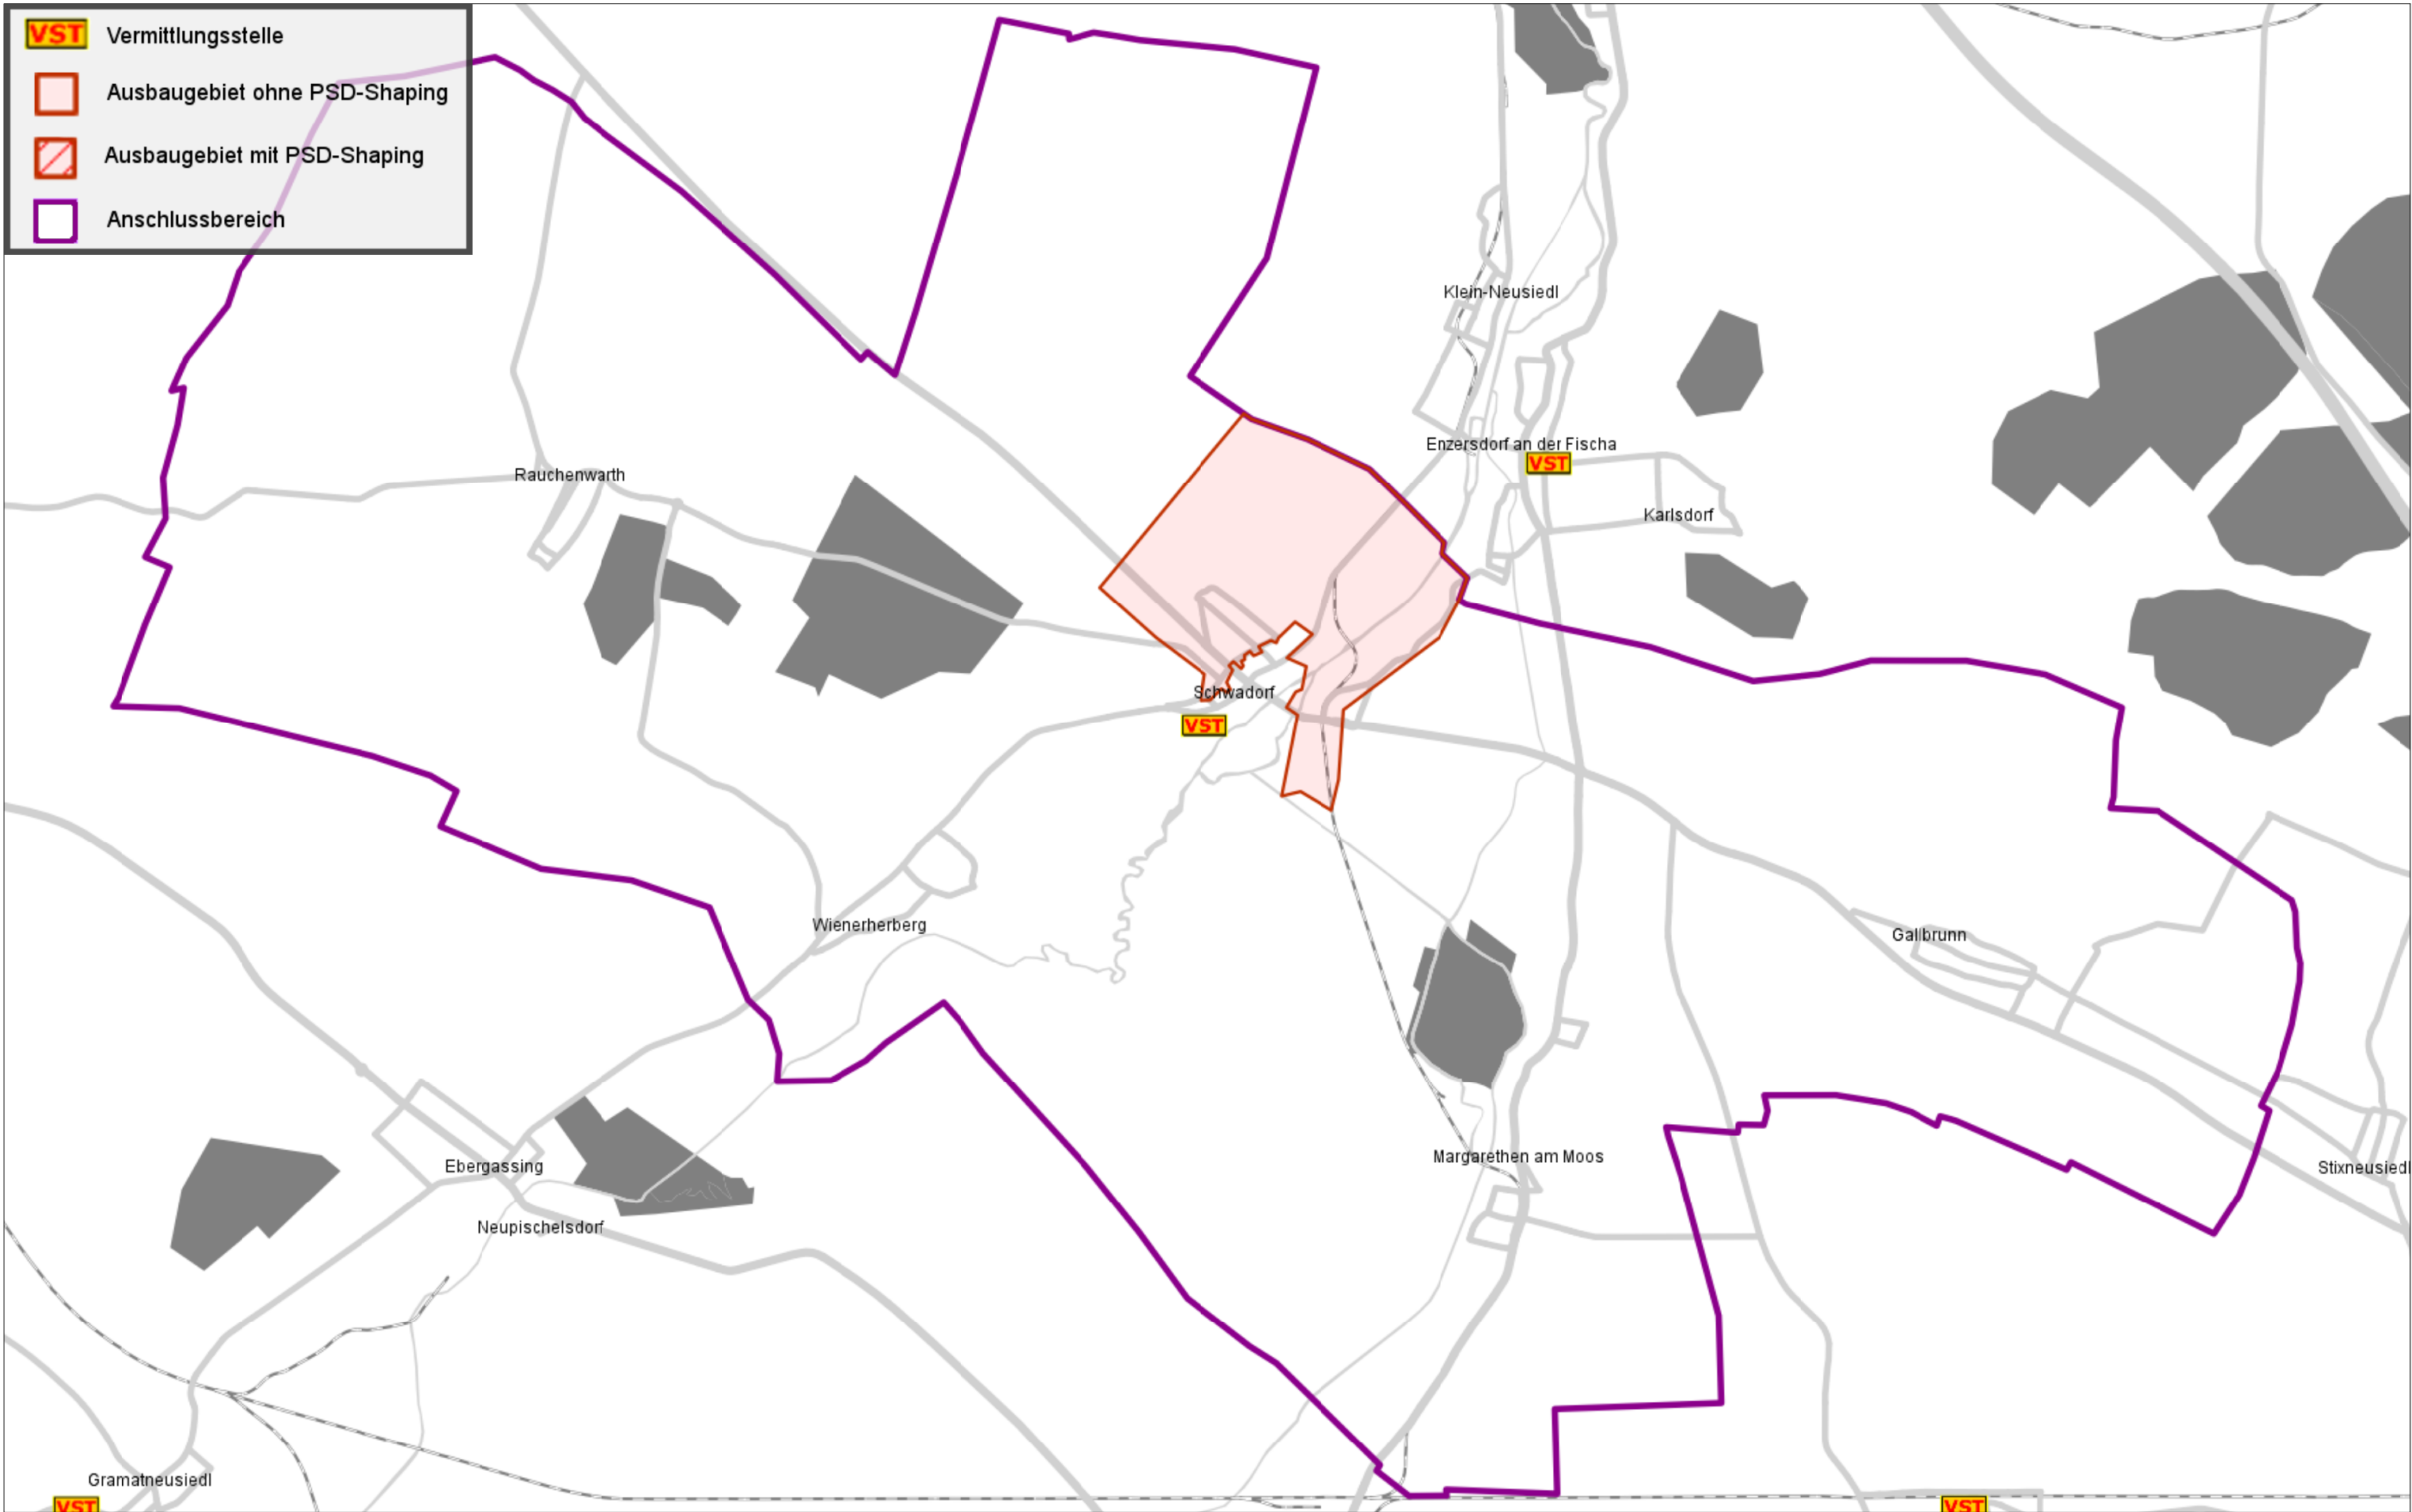 VST Vermittlungsstelle
Ausbaugebiet ohne PSD-Shaping
Ausbaugebiet mit PSD-Shaping
Anschlussbereich
Klein-Neusiedl
Enzersdorf an der Fischa
VST
Rauchenwarth
Karlsdorf
Schwadorf
VST
Wienerherberg
Gallbrunn
Margarethen am Moos
Ebergassing
Stixneusiedl
Neupischelsdorf
Gramatneusiedl
VST
VST